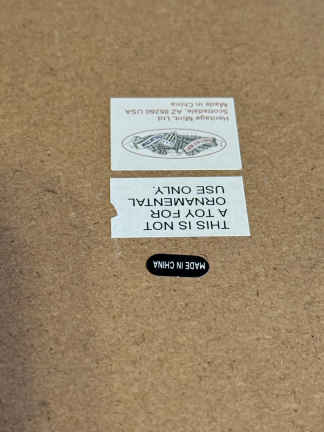 MADE IN CHINA
THIS IS NOT
A TOY FOR
ORNAMENTAL
USE ONLY.
Heritage Mint, Ltd.
Scottsdale, AZ 85260 USA
Made in China